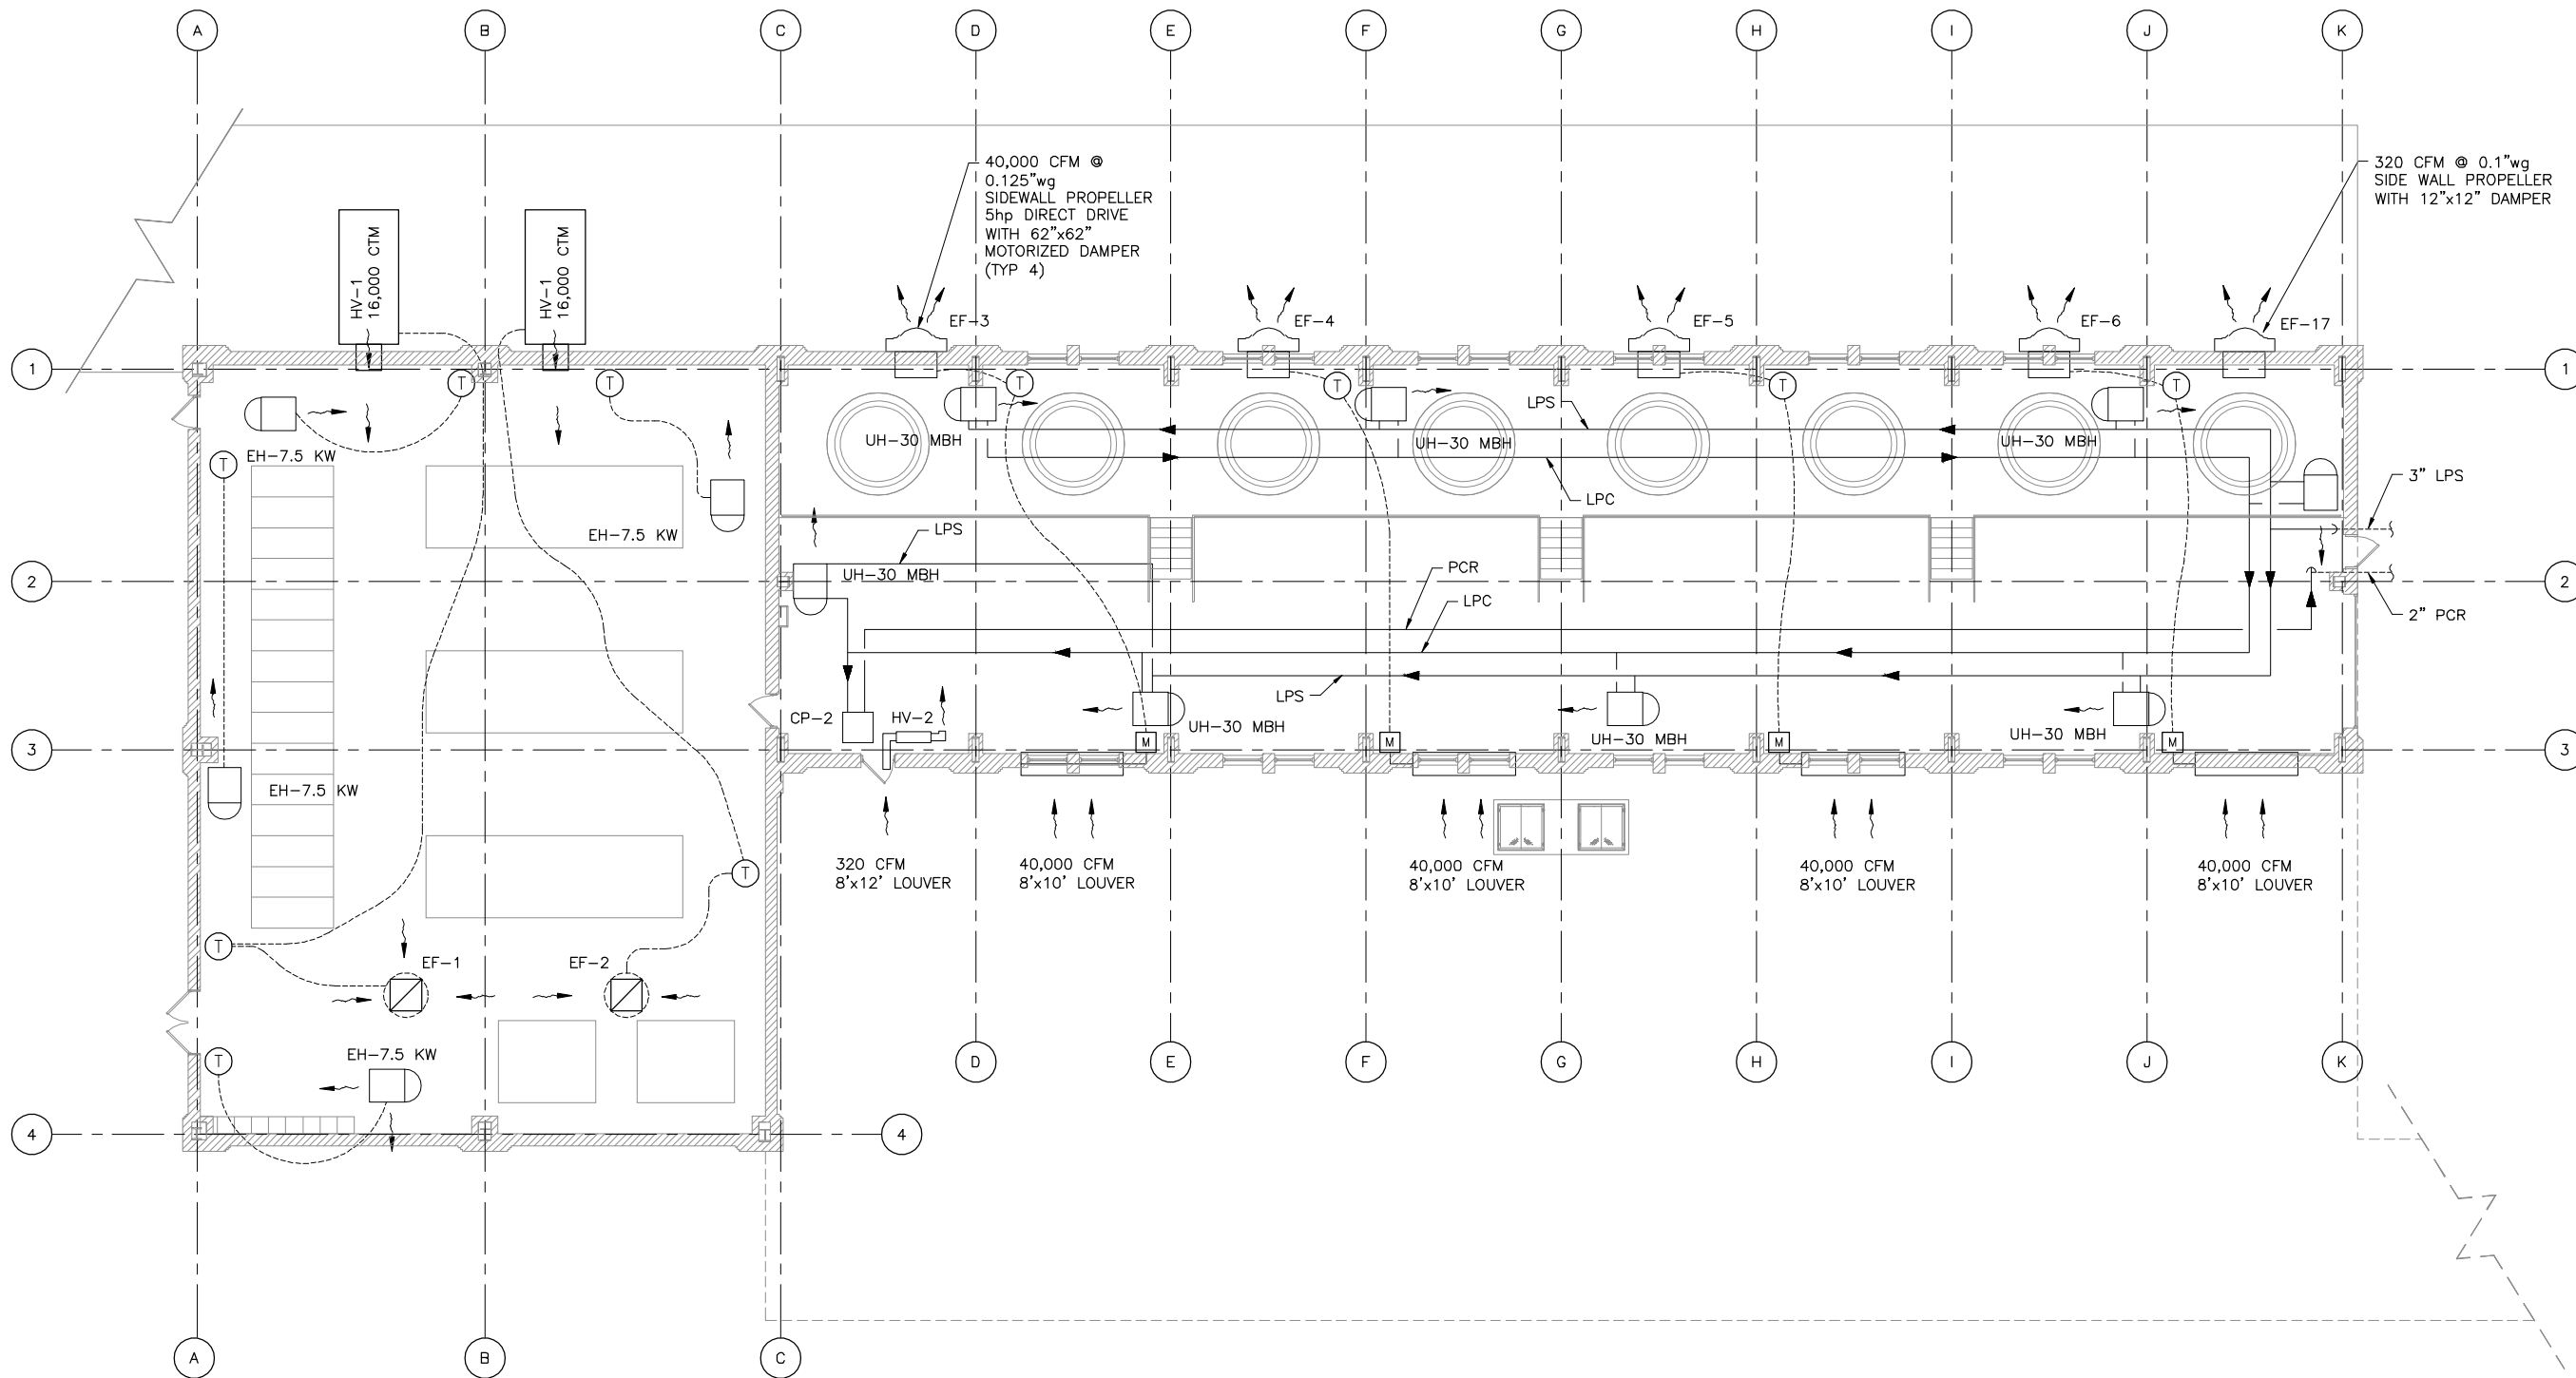 A
B
C
D
E
F
G
H
I
J
K
40,000 CFM @
0.125"wg
SIDEWALL PROPELLER
5hp DIRECT DRIVE
WITH 62"x62"
MOTORIZED DAMPER
(TYP 4)
320 CFM @ 0.1"wg
SIDE WALL PROPELLER
WITH 12"x12" DAMPER
HV-1
16,000 CTM
HV-1
16,000 CTM
EF-3
EF-4
EF-5
EF-6
EF-17
1
1
T
T
T
T
T
T
LPS
UH-30 MBH
UH-30 MBH
UH-30 MBH
EH-7.5 KW
T
3" LPS
LPC
EH-7.5 KW
LPS
UH-30 MBH
PCR
2
2
LPC
2" PCR
LPS
CP-2
HV-2
UH-30 MBH
UH-30 MBH
UH-30 MBH
M
M
M
M
3
3
EH-7.5 KW
320 CFM
8'x12' LOUVER
40,000 CFM
8'x10' LOUVER
40,000 CFM
8'x10' LOUVER
40,000 CFM
8'x10' LOUVER
40,000 CFM
8'x10' LOUVER
T
T
EF-1
EF-2
EH-7.5 KW
T
D
E
F
G
H
I
J
K
4
4
A
B
C